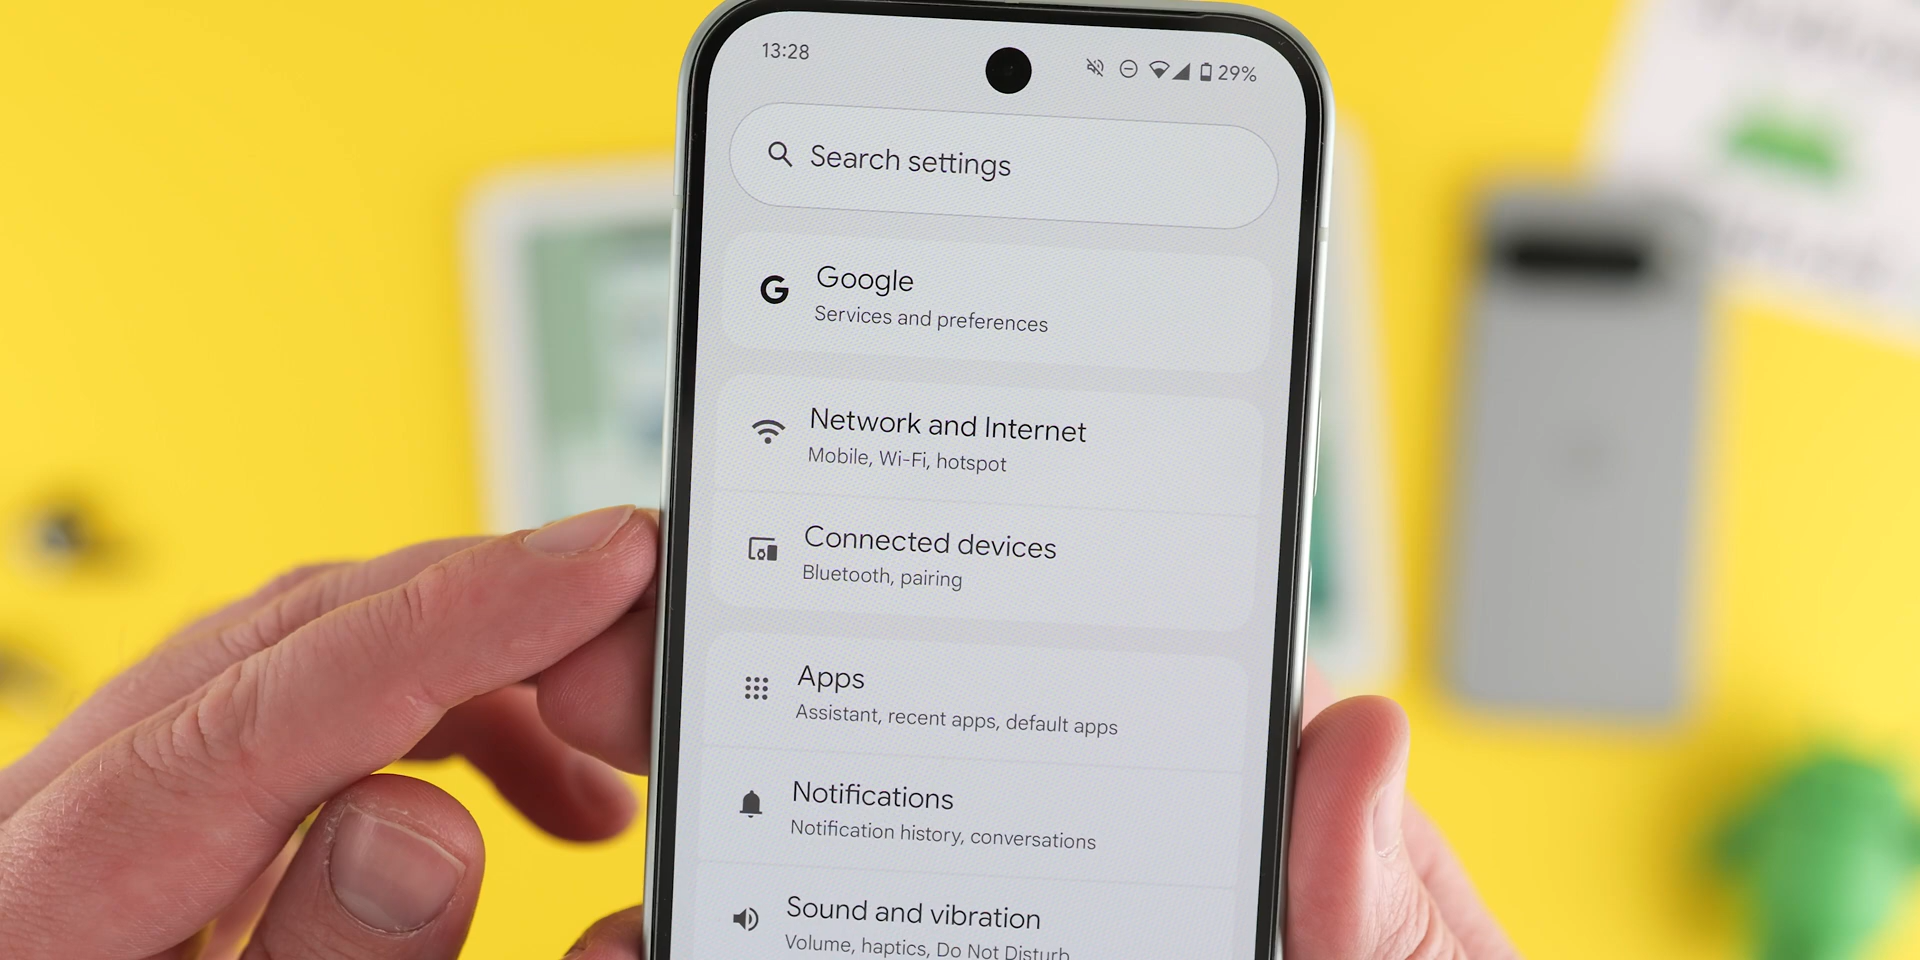 13:28
29%
Search settings
Google
Services and preferences
Network and Internet
Mobile, Wi-Fi, hotspot
Connected devices
Bluetooth, pairing
Apps
Assistant, recent apps, default apps
Notifications
Notification history, conversations
Sound and vibration
Volume, haptics, Do Not Disturb